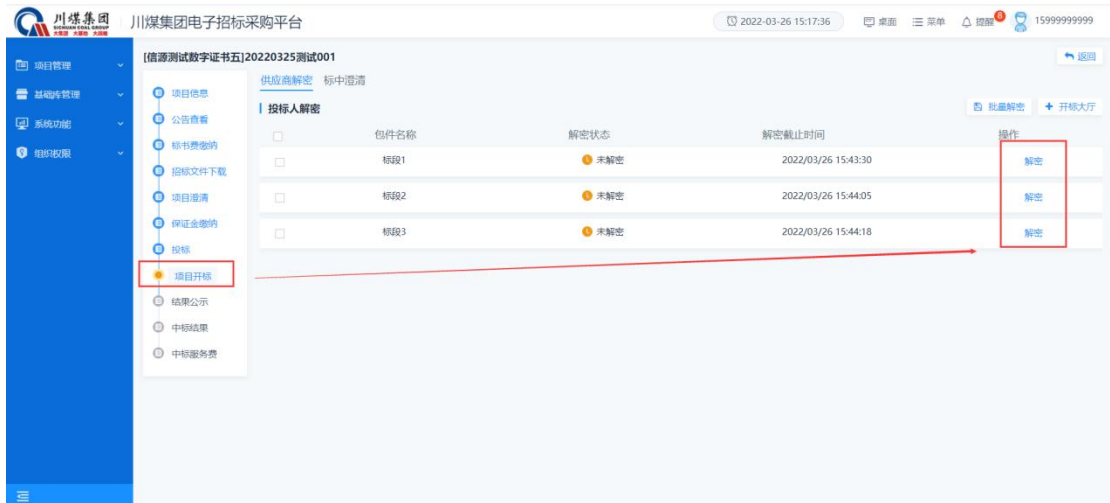 川煤集团
SICHUAN COAL GROUP
大集团 大基地 大战略
川煤集团电子招标采购平台
2022-03-26 15:17:36
桌面
菜单
提醒
8
15999999999
项目管理
基础库管理
系统功能
组织权限
[信源测试数字证书五]20220325测试001
返回
项目信息
公告查看
标书费缴纳
招标文件下载
项目澄清
保证金缴纳
投标
项目开标
结果公示
中标结果
中标服务费
供应商解密 标中澄清
投标人解密
批量解密
开标大厅
包件名称 解密状态 解密截止时间 操作
标段1 未解密 2022/03/26 15:43:30 解密
标段2 未解密 2022/03/26 15:44:05 解密
标段3 未解密 2022/03/26 15:44:18 解密